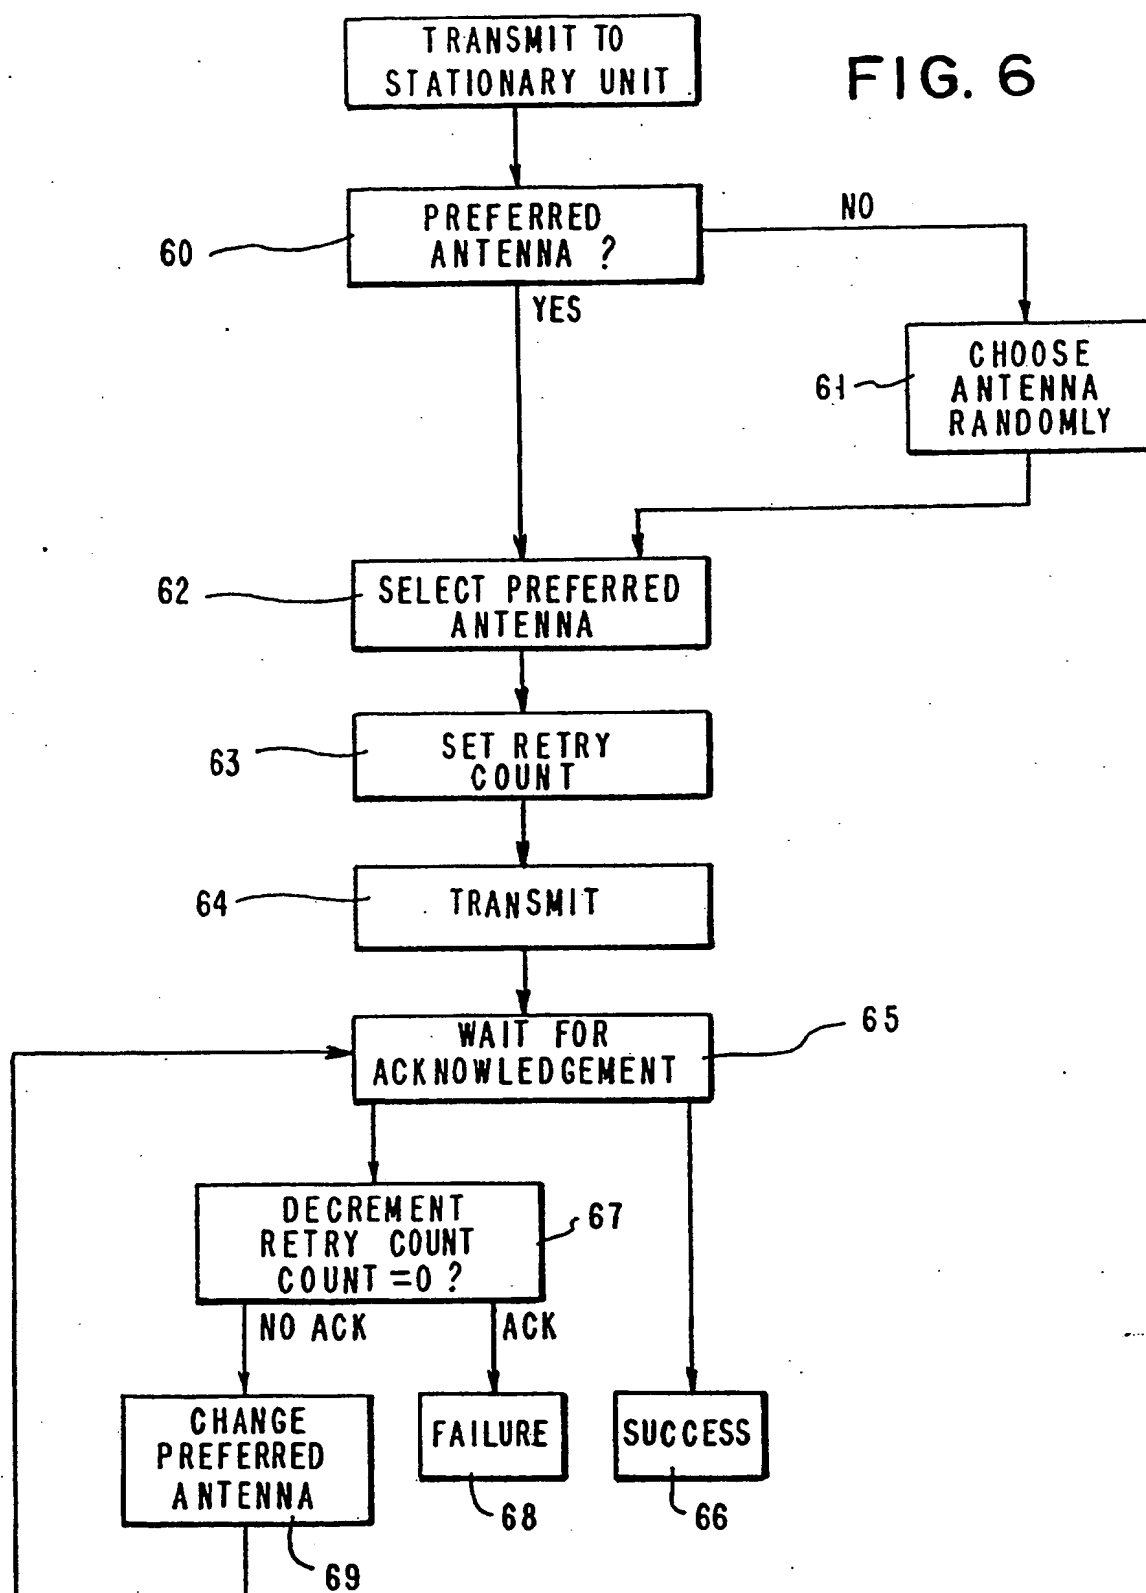 TRANSMIT TO
STATIONARY UNIT
FIG. 6
60
PREFERRED
ANTENNA ?
NO
YES
61
CHOOSE
ANTENNA
RANDOMLY
62
SELECT PREFERRED
ANTENNA
63
SET RETRY
COUNT
64
TRANSMIT
WAIT FOR
ACKNOWLEDGEMENT
65
DECREMENT
RETRY COUNT
COUNT =0 ?
67
NO ACK
ACK
CHANGE
PREFERRED
ANTENNA
FAILURE
SUCCESS
68
66
69